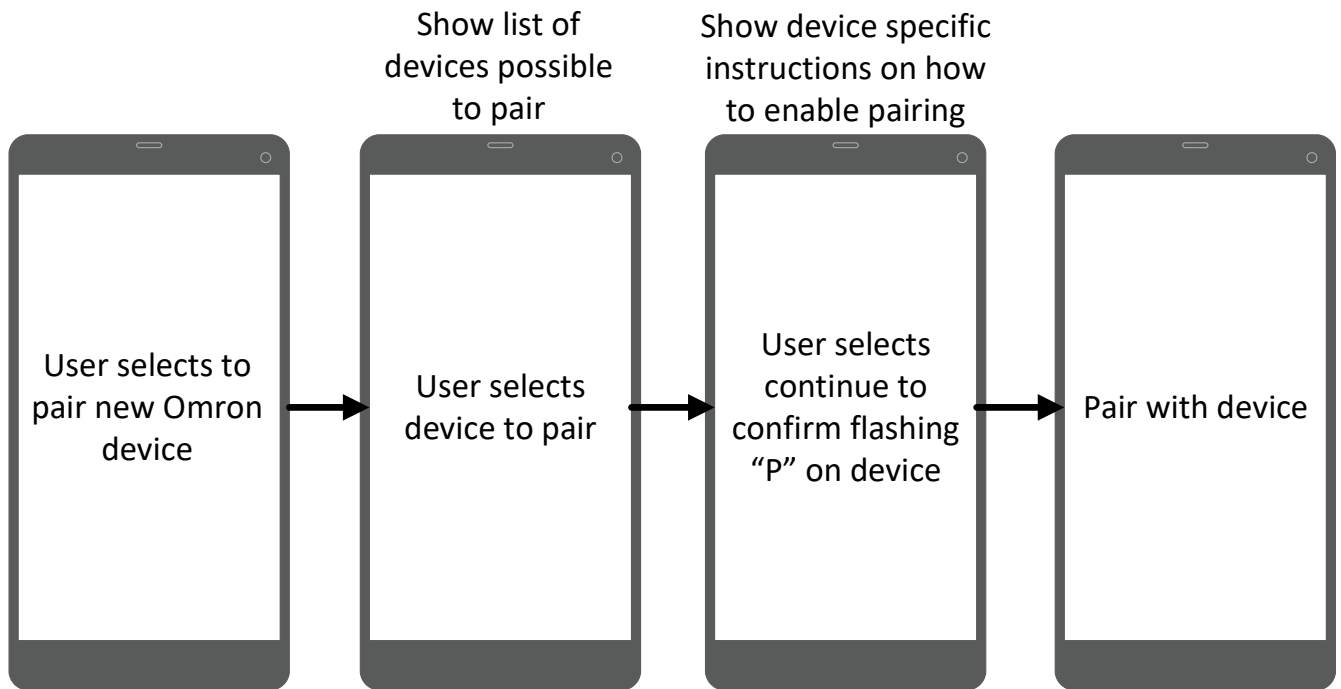 Show list of
devices possible
to pair
Show device specific
instructions on how
to enable pairing
User selects to
pair new Omron
device
User selects
device to pair
User selects
continue to
confirm flashing
“P” on device
Pair with device